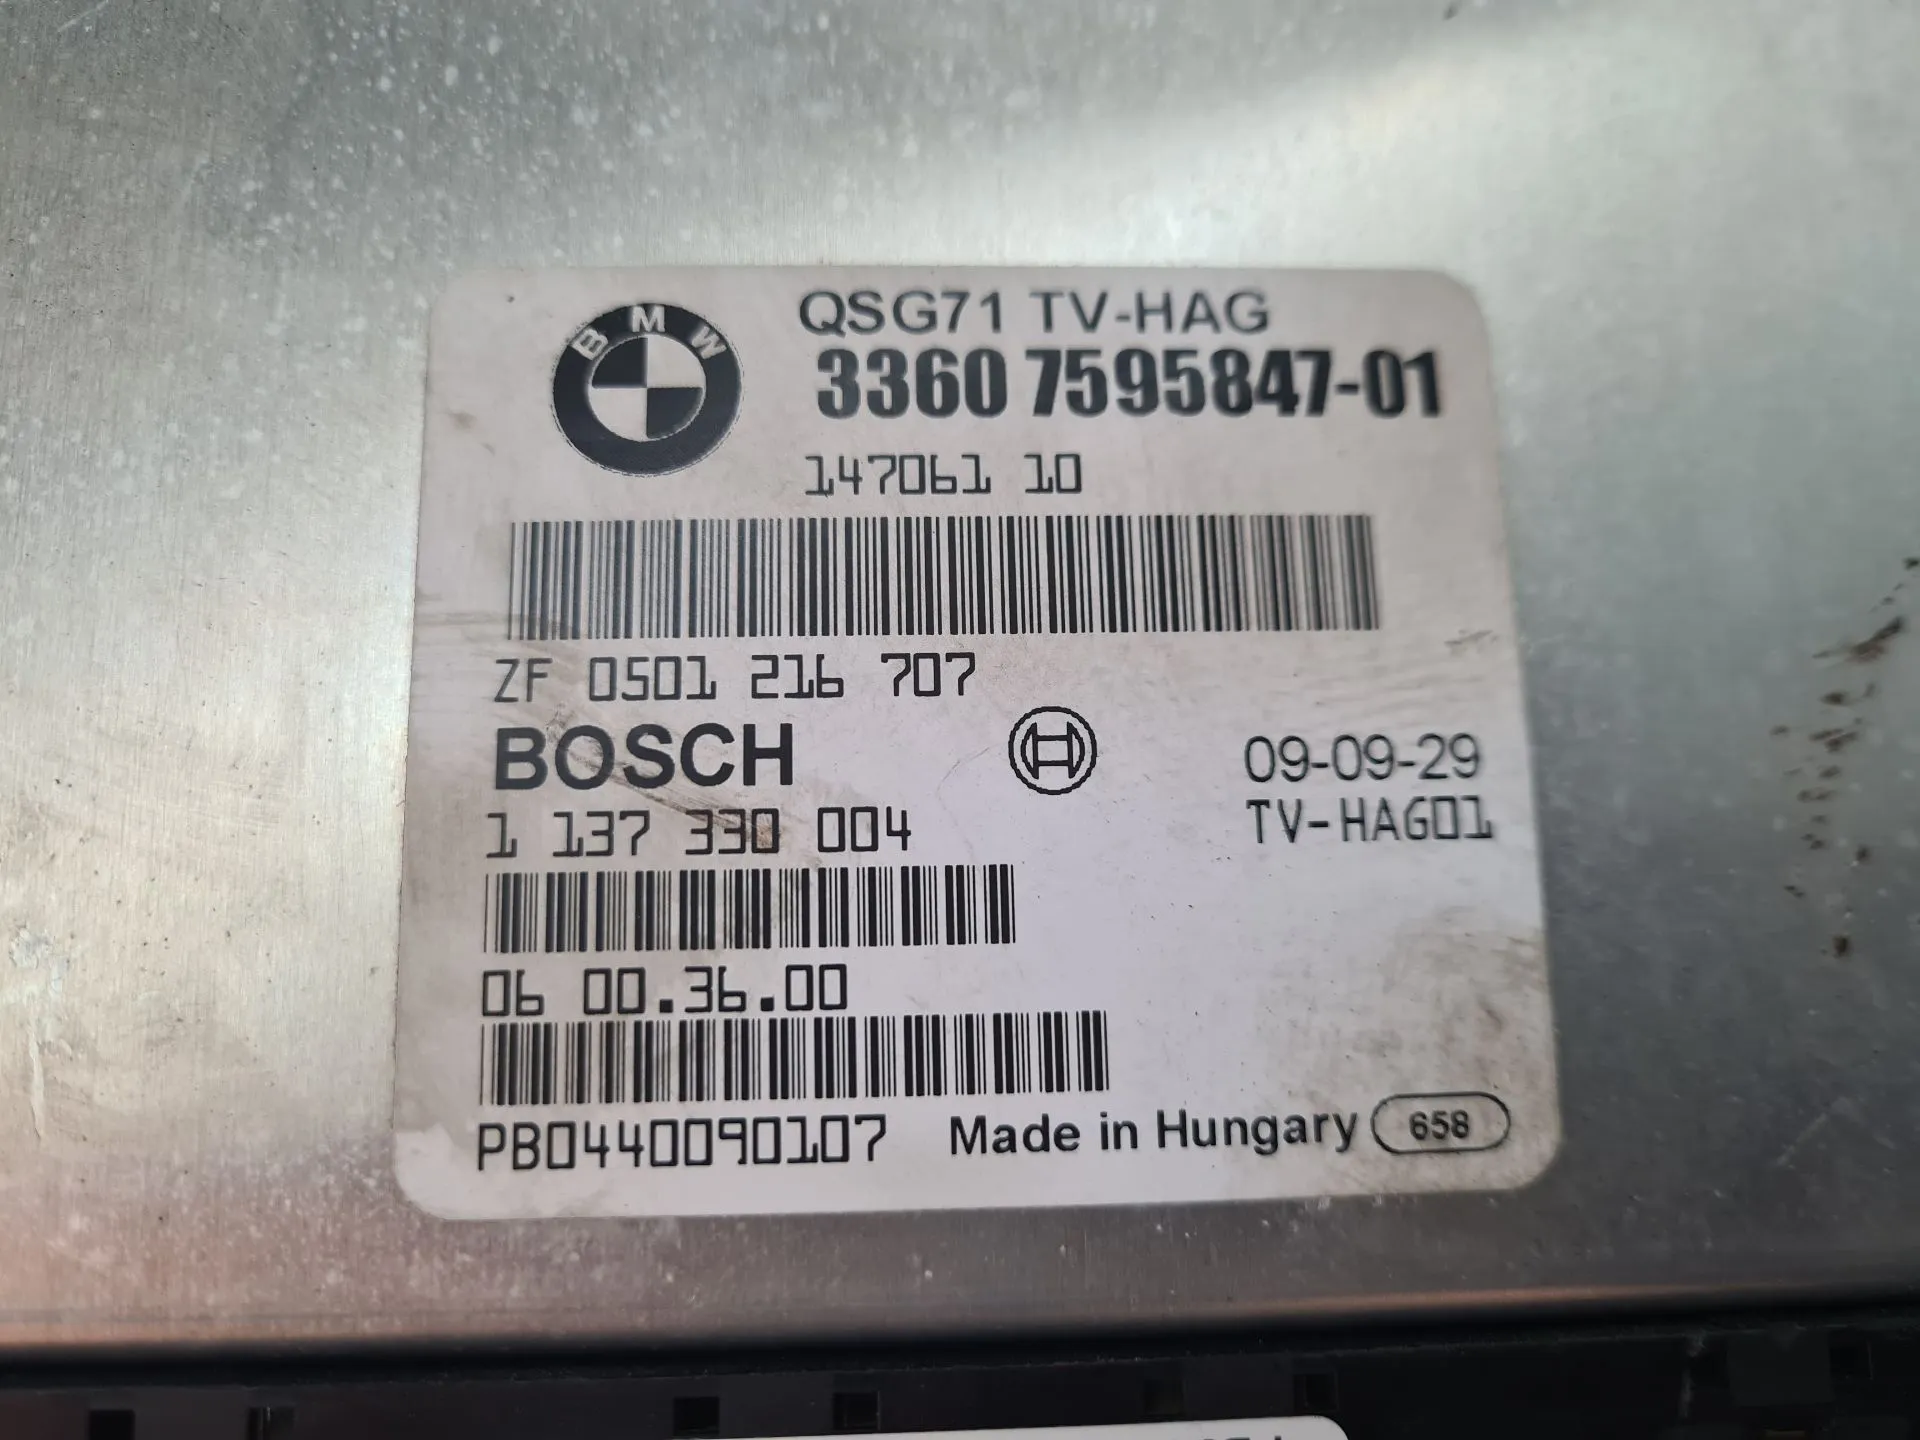 BMW
QSG71 TV-HAG
3360 7595847-01
147061 10
ZF 0501 216 707
BOSCH
09-09-29
1 137 330 004
TV-HAG01
06 00.36.00
PB0440090107
Made in Hungary 658